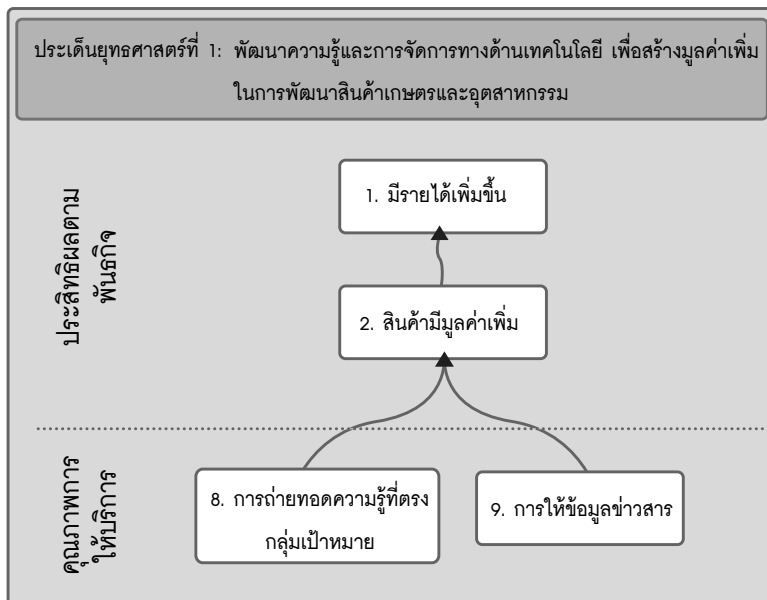 ประเด็นยุทธศาสตร์ที่ 1: พัฒนาความรู้และการจัดการทางด้านเทคโนโลยี เพื่อสร้างมูลค่าเพิ่ม
ในการพัฒนาสินค้าเกษตรและอุตสาหกรรม
ประสิทธิผลตาม
พันธกิจ
1. มีรายได้เพิ่มขึ้น
2. สินค้ามีมูลค่าเพิ่ม
คุณภาพการ
ให้บริการ
8. การถ่ายทอดความรู้ที่ตรง
กลุ่มเป้าหมาย
9. การให้ข้อมูลข่าวสาร